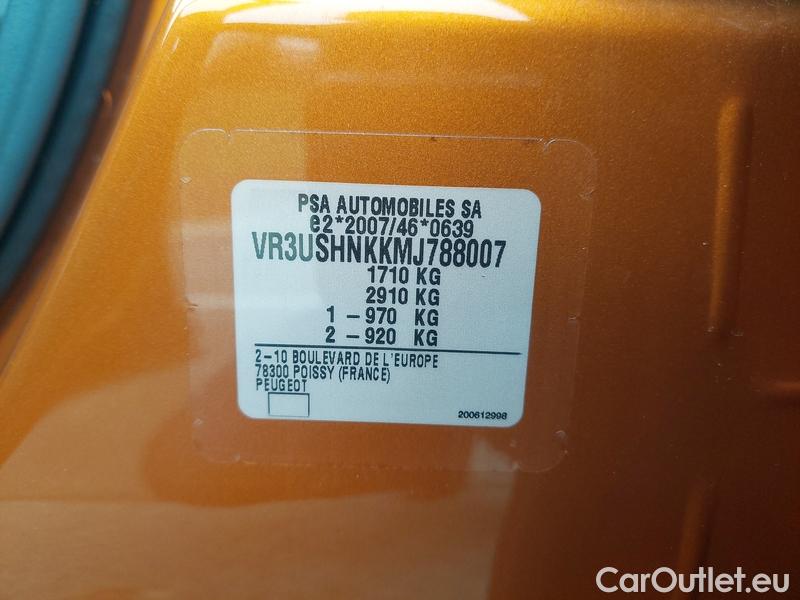 PSA AUTOMOBILES SA
e2*2007/46*0639
VR3USHNKKMJ788007
1710 KG
2910 KG
1 – 970 KG
2 – 920 KG
2–10 BOULEVARD DE L'EUROPE
78300 POISSY (FRANCE)
PEUGEOT
200612998
CarOutlet.eu